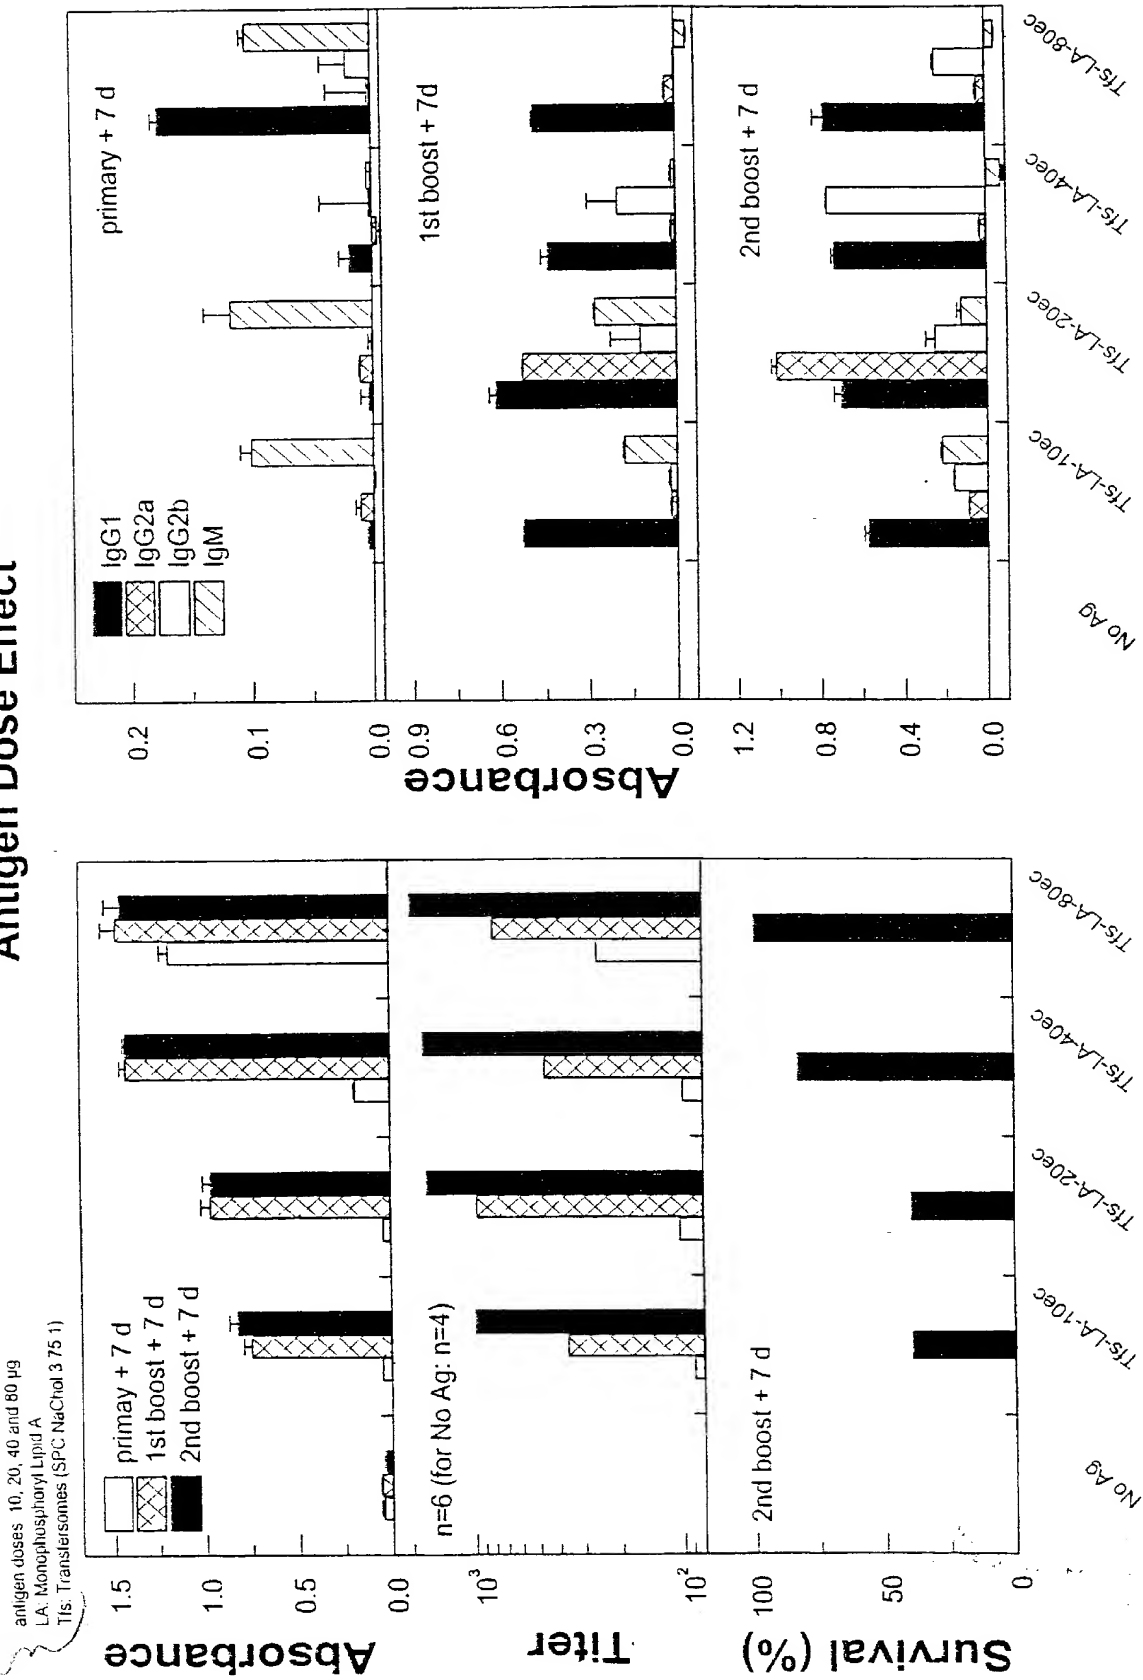 Antigen Dose Effect
antigen doses 10, 20, 40 and 80 µg
LA: Monophosphoryl Lipid A
Tfs: Transfersomes (SPC NaChol 3 75 1)
primay + 7 d
1st boost + 7 d
2nd boost + 7 d
Absorbance
1.5
1.0
0.5
0.0
n=6 (for No Ag: n=4)
Titer
10³
10²
2nd boost + 7 d
Survival (%)
100
50
0
No Ag
Tfs-LA-10ec
Tfs-LA-20ec
Tfs-LA-40ec
Tfs-LA-80ec
IgG1
IgG2a
IgG2b
IgM
primary + 7 d
0.2
0.1
0.0
Absorbance
1st boost + 7d
0.9
0.6
0.3
0.0
2nd boost + 7 d
1.2
0.8
0.4
0.0
No Ag
Tfs-LA-10ec
Tfs-LA-20ec
Tfs-LA-40ec
Tfs-LA-80ec